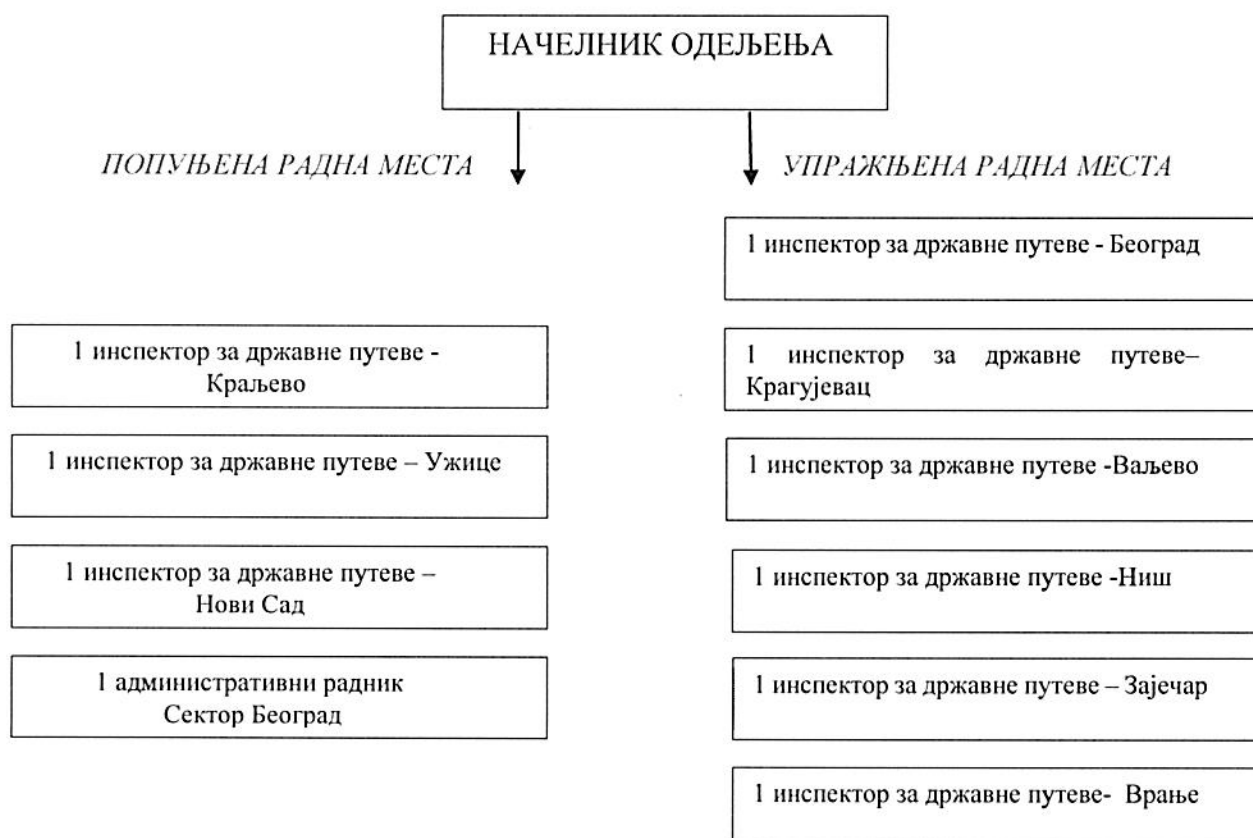 НАЧЕЛНИК ОДЕЉЕЊА
ПОПУЊЕНА РАДНА МЕСТА
УПРАЖЊЕНА РАДНА МЕСТА
1 инспектор за државне путеве -
Краљево
1 инспектор за државне путеве – Ужице
1 инспектор за државне путеве –
Нови Сад
1 административни радник
Сектор Београд
1 инспектор за државне путеве - Београд
1 инспектор за државне путеве–
Крагујевац
1 инспектор за државне путеве -Ваљево
1 инспектор за државне путеве -Ниш
1 инспектор за државне путеве – Зајечар
1 инспектор за државне путеве- Врање